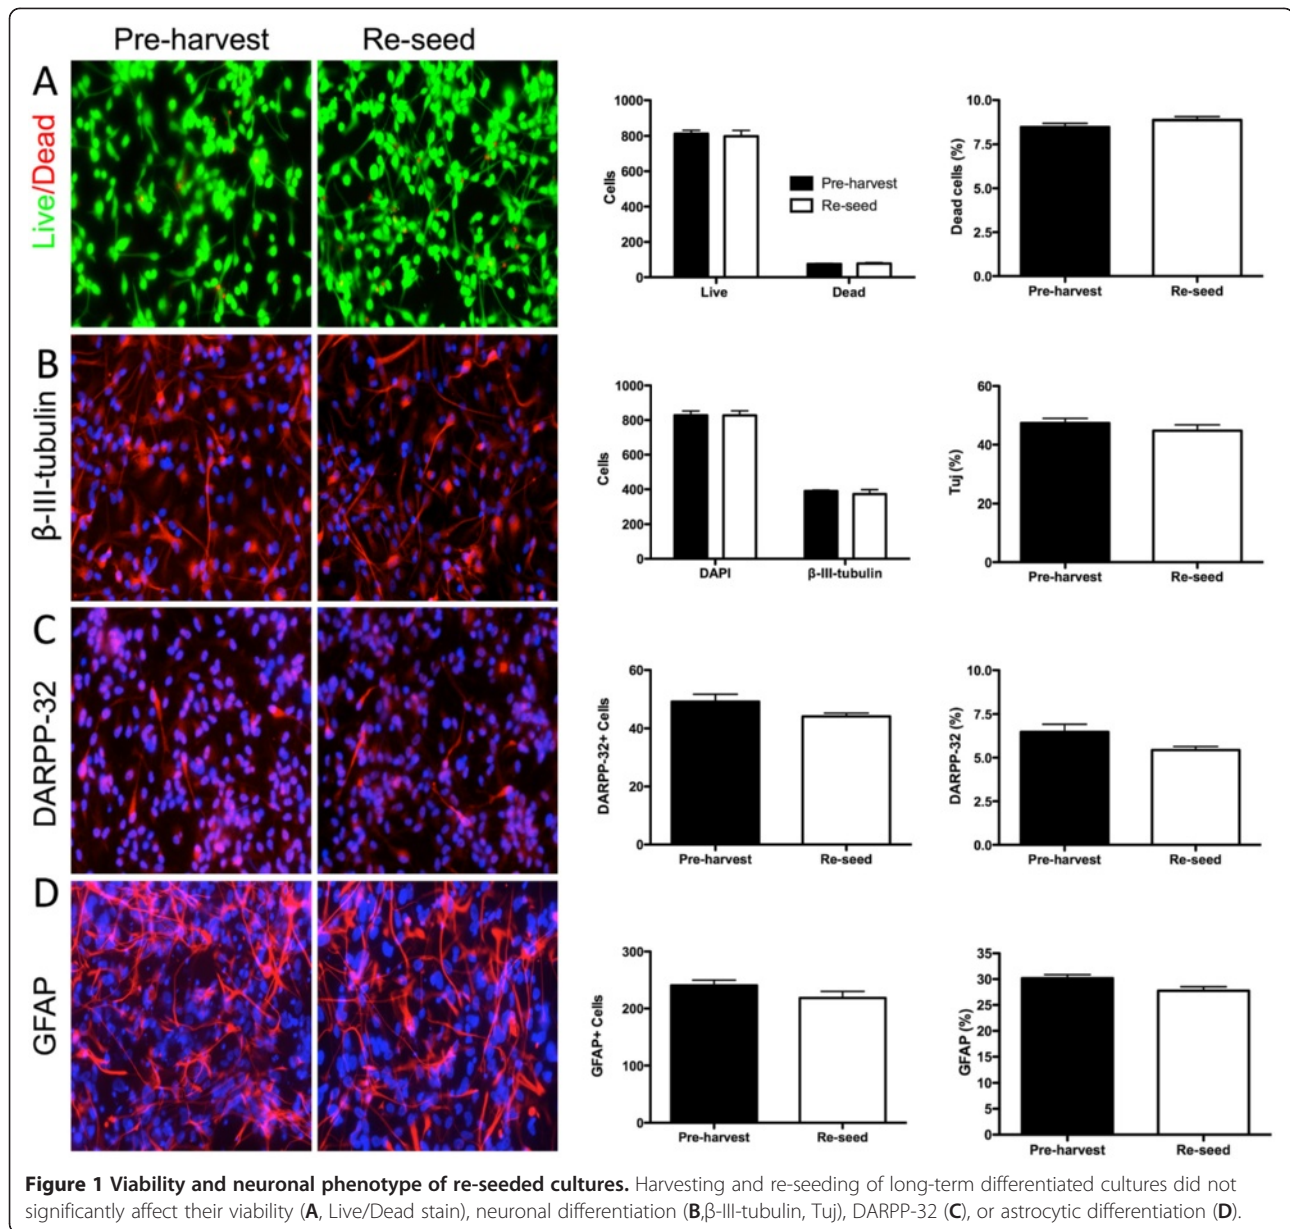 Pre-harvest Re-seed
A
Live/Dead
1000
800
600
400
200
0
Cells
Live Dead
Pre-harvest
Re-seed
10.0
7.5
5.0
2.5
0.0
Dead cells (%)
Pre-harvest Re-seed
B
β-III-tubulin
1000
800
600
400
200
0
Cells
DAPI β-III-tubulin
60
40
20
0
Tuj (%)
Pre-harvest Re-seed
C
DARPP-32
60
40
20
0
DARPP-32+ Cells
Pre-harvest Re-seed
10.0
7.5
5.0
2.5
0.0
DARPP-32 (%)
Pre-harvest Re-seed
D
GFAP
300
200
100
0
GFAP+ Cells
Pre-harvest Re-seed
35
30
25
20
15
10
5
0
GFAP (%)
Pre-harvest Re-seed
Figure 1 Viability and neuronal phenotype of re-seeded cultures. Harvesting and re-seeding of long-term differentiated cultures did not
significantly affect their viability (A, Live/Dead stain), neuronal differentiation (B,β-III-tubulin, Tuj), DARPP-32 (C), or astrocytic differentiation (D).